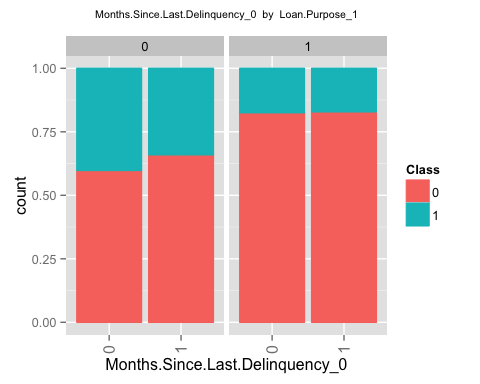 Months.Since.Last.Delinquency_0 by Loan.Purpose_1
0 1
1.00
0.75
0.50
0.25
0.00
count
0 1 0 1
Months.Since.Last.Delinquency_0
Class
0
1